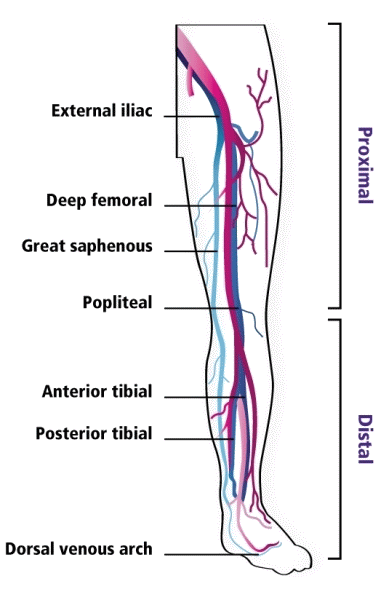 External iliac
Proximal
Deep femoral
Great saphenous
Popliteal
Anterior tibial
Posterior tibial
Distal
Dorsal venous arch